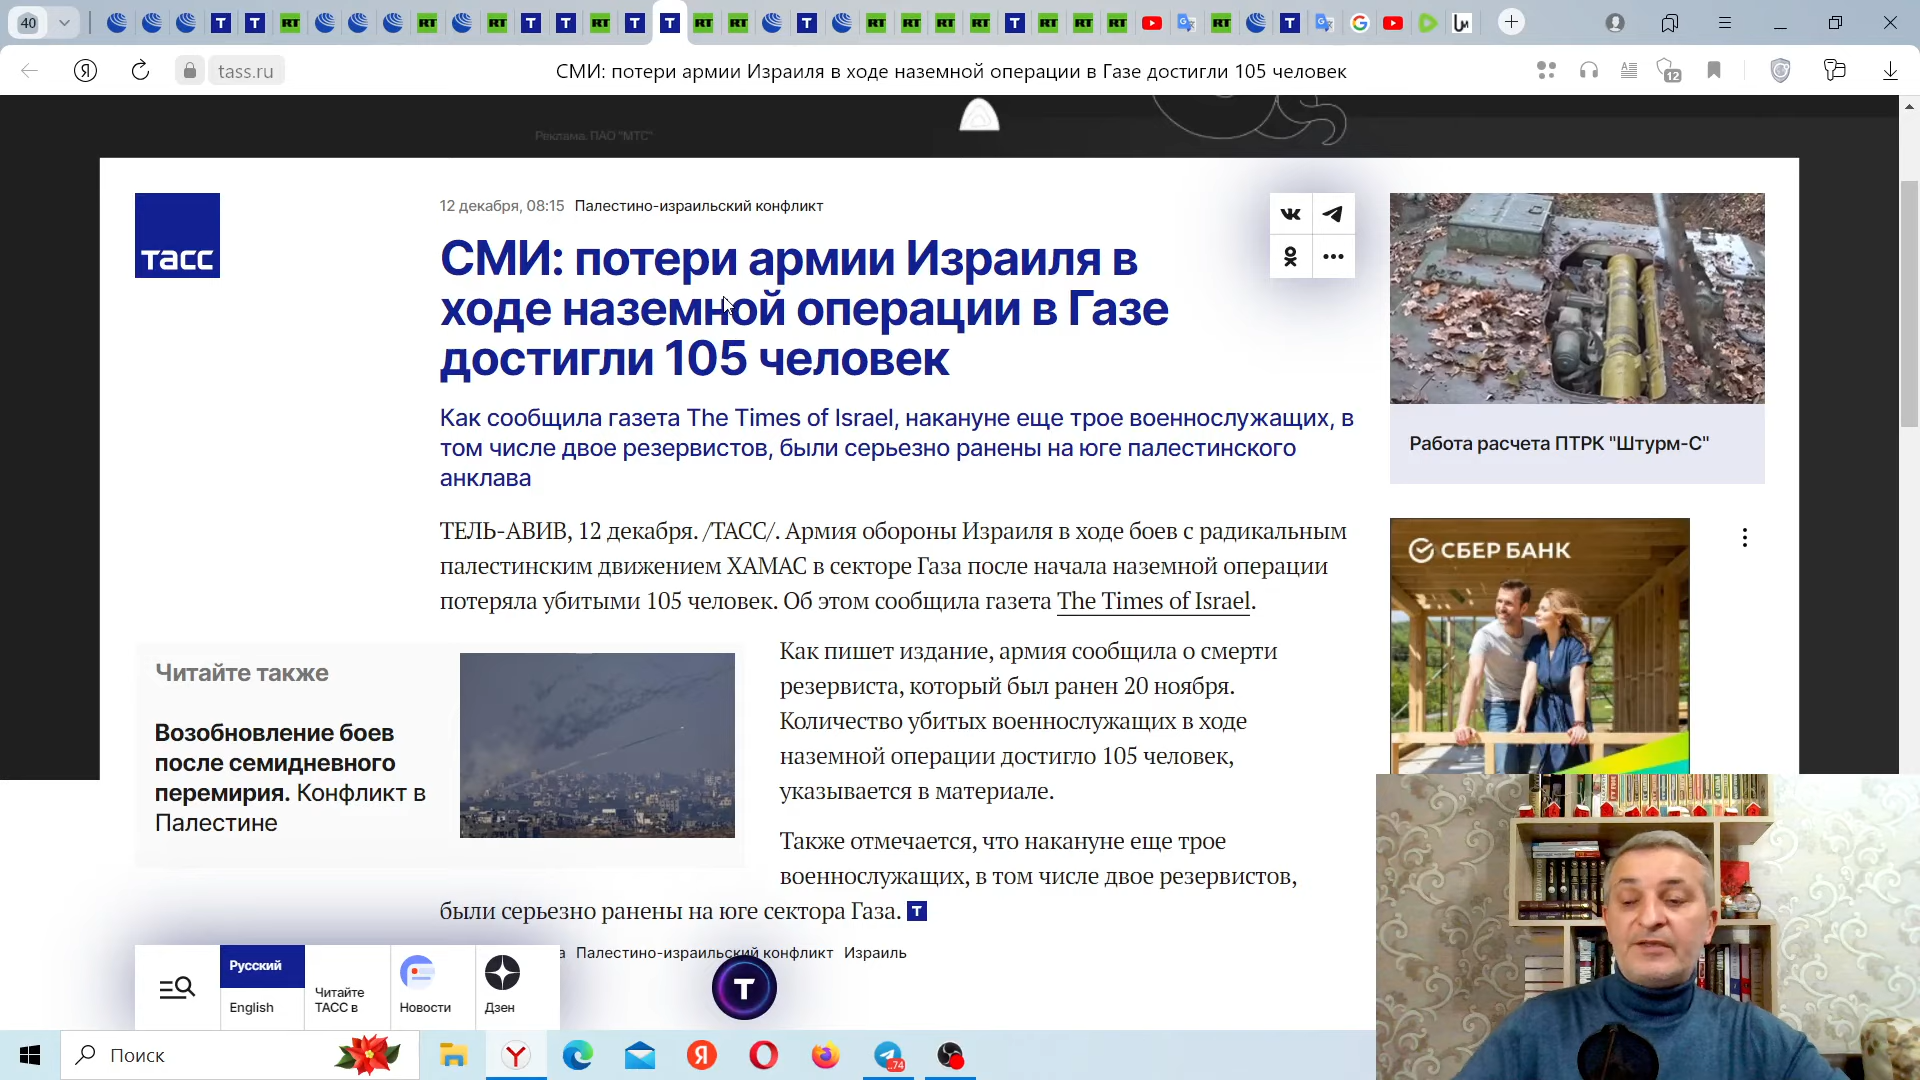 40
tass.ru
СМИ: потери армии Израиля в ходе наземной операции в Газе достигли 105 человек
12
Реклама. ПАО "МТС"
ТАСС
12 декабря, 08:15 Палестино-израильский конфликт
СМИ: потери армии Израиля в
ходе наземной операции в Газе
достигли 105 человек
Как сообщила газета The Times of Israel, накануне еще трое военнослужащих, в
том числе двое резервистов, были серьезно ранены на юге палестинского
анклава
ТЕЛЬ-АВИВ, 12 декабря. /ТАСС/. Армия обороны Израиля в ходе боев с радикальным
палестинским движением ХАМАС в секторе Газа после начала наземной операции
потеряла убитыми 105 человек. Об этом сообщила газета The Times of Israel.
Читайте также
Возобновление боев
после семидневного
перемирия. Конфликт в
Палестине
Как пишет издание, армия сообщила о смерти
резервиста, который был ранен 20 ноября.
Количество убитых военнослужащих в ходе
наземной операции достигло 105 человек,
указывается в материале.
Также отмечается, что накануне еще трое
военнослужащих, в том числе двое резервистов,
были серьезно ранены на юге сектора Газа.
Палестино-израильский конфликт Израиль
Работа расчета ПТРК "Штурм-С"
СБЕР БАНК
Русский
English
Читайте
ТАСС в
Новости
Дзен
Поиск
74